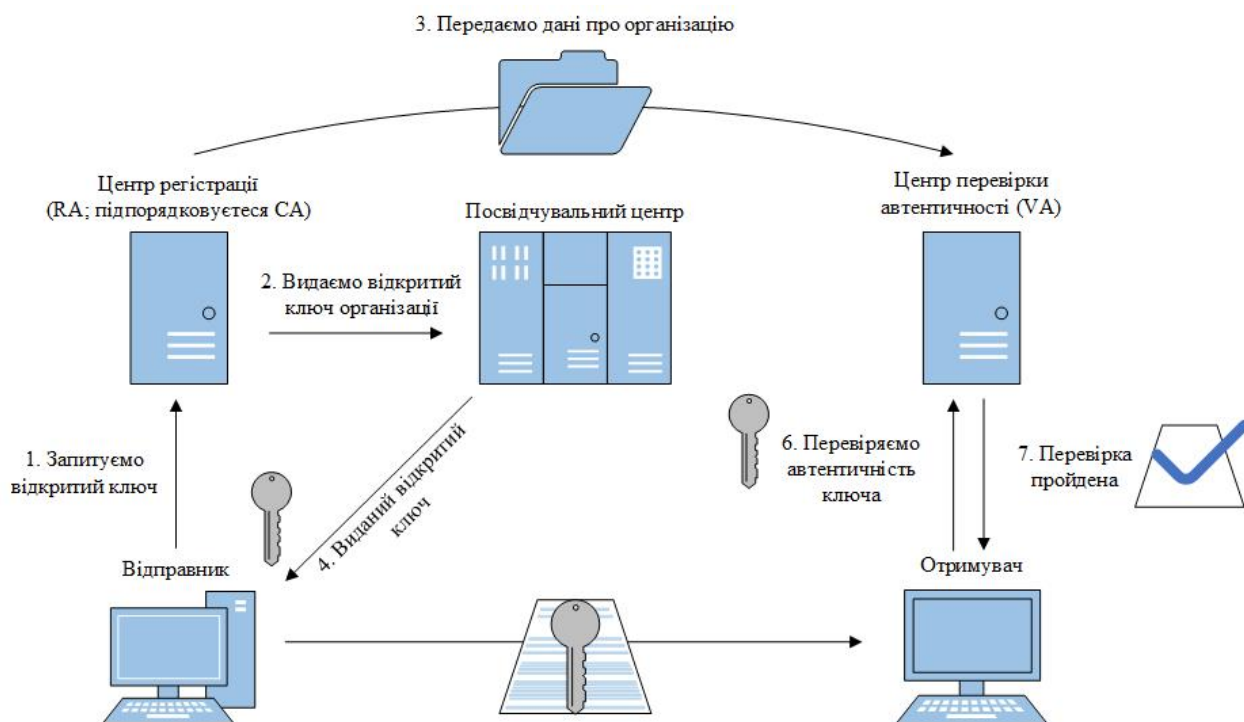 3. Передаємо дані про організацію
Центр регістрації
(RA; підпорядковуєтеся CA)
Посвідчувальний центр
Центр перевірки
автентичності (VA)
2. Видаємо відкритий
ключ організації
1. Запитуємо
відкритий ключ
4. Виданий відкритий
ключ
6. Перевіряємо
автентичність
ключа
7. Перевірка
пройдена
Відправник
Отримувач